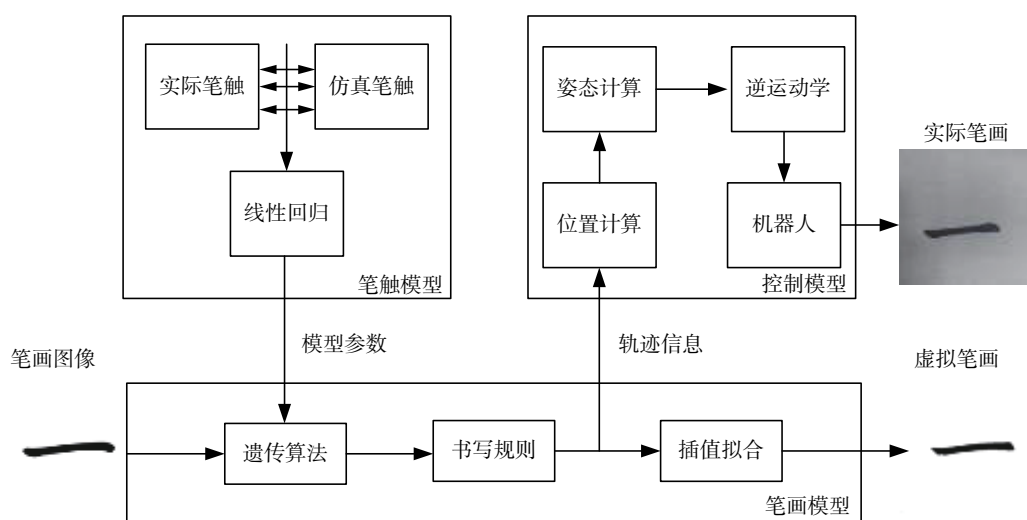 实际笔触
仿真笔触
线性回归
笔触模型
姿态计算
逆运动学
位置计算
机器人
控制模型
实际笔画
笔画图像
模型参数
轨迹信息
虚拟笔画
遗传算法
书写规则
插值拟合
笔画模型